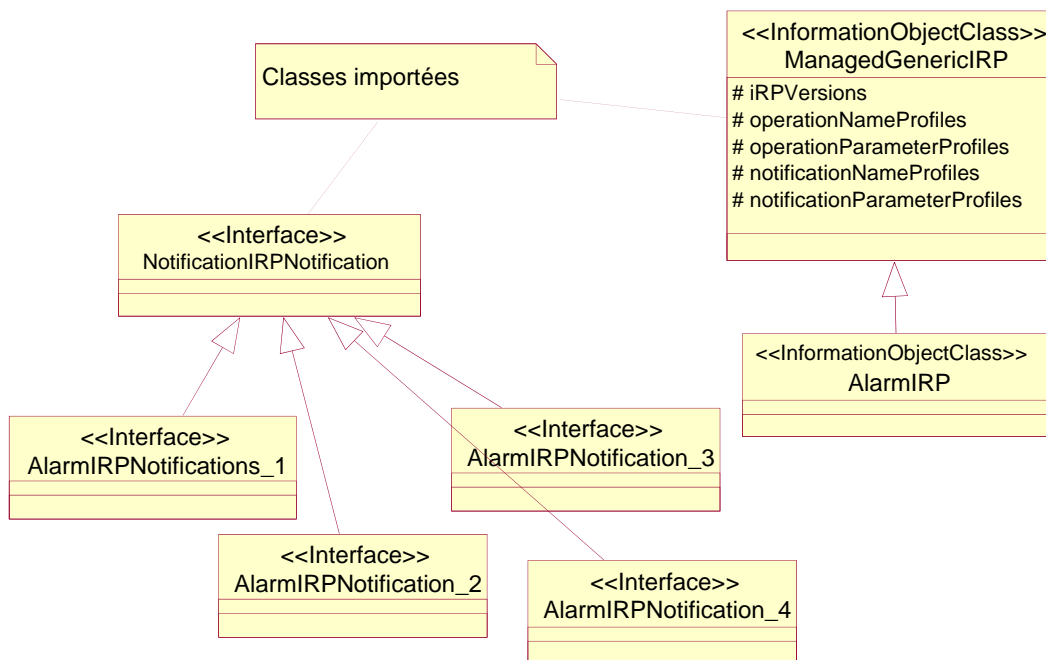 Classes importées
<<InformationObjectClass>>
ManagedGenericIRP
# iRPVersions
# operationNameProfiles
# operationParameterProfiles
# notificationNameProfiles
# notificationParameterProfiles
<<Interface>>
NotificationIRPNotification
<<InformationObjectClass>>
AlarmIRP
<<Interface>>
AlarmIRPNotifications_1
<<Interface>>
AlarmIRPNotification_3
<<Interface>>
AlarmIRPNotification_2
<<Interface>>
AlarmIRPNotification_4